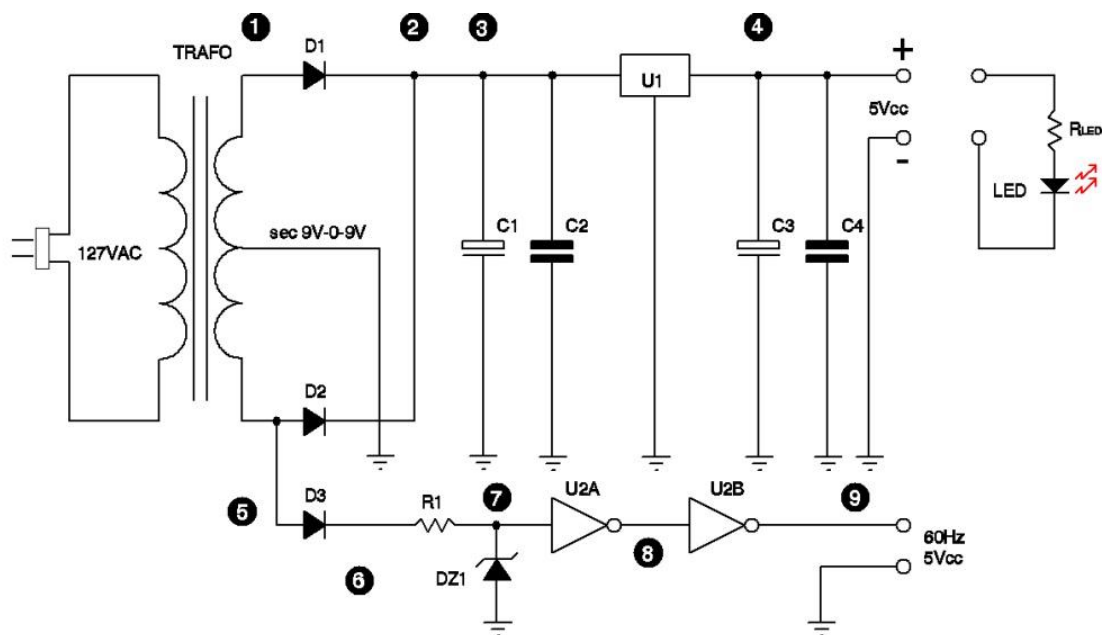 1
2
3
4
TRAFO
D1
+
U1
5Vcc
-
RLED
LED
127VAC
sec 9V-0-9V
C1
C2
C3
C4
D2
5
D3
R1
7
U2A
U2B
9
6
DZ1
8
60Hz
5Vcc